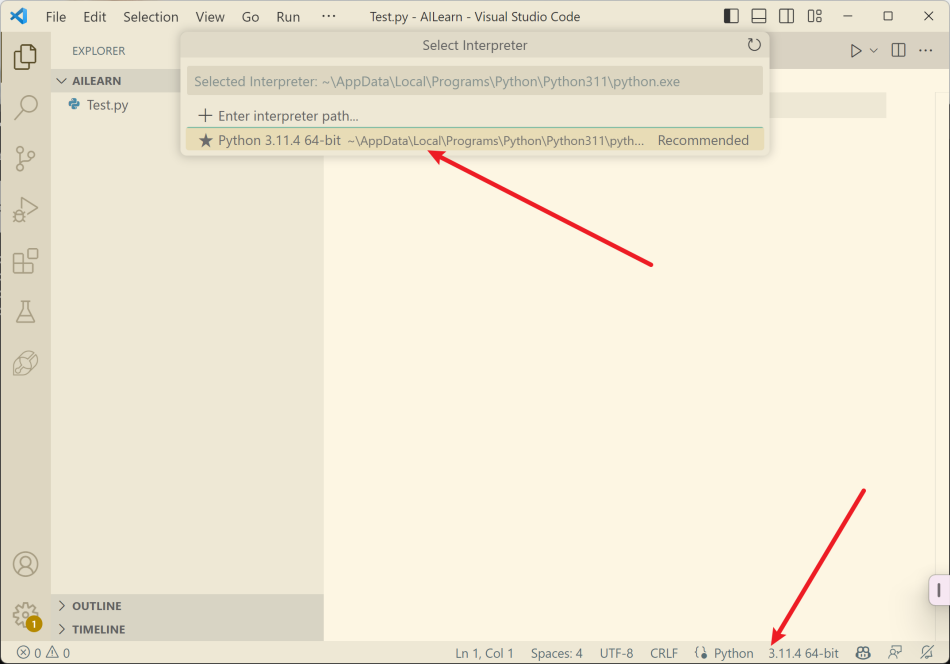 File Edit Selection View Go Run ··· Test.py - AILearn - Visual Studio Code
Select Interpreter
EXPLORER
Selected Interpreter: ~\AppData\Local\Programs\Python\Python311\python.exe
AILEARN
Test.py
Enter interpreter path...
Python 3.11.4 64-bit ~\AppData\Local\Programs\Python\Python311\pyth... Recommended
OUTLINE
1
TIMELINE
0 0 Ln 1, Col 1 Spaces: 4 UTF-8 CRLF Python 3.11.4 64-bit